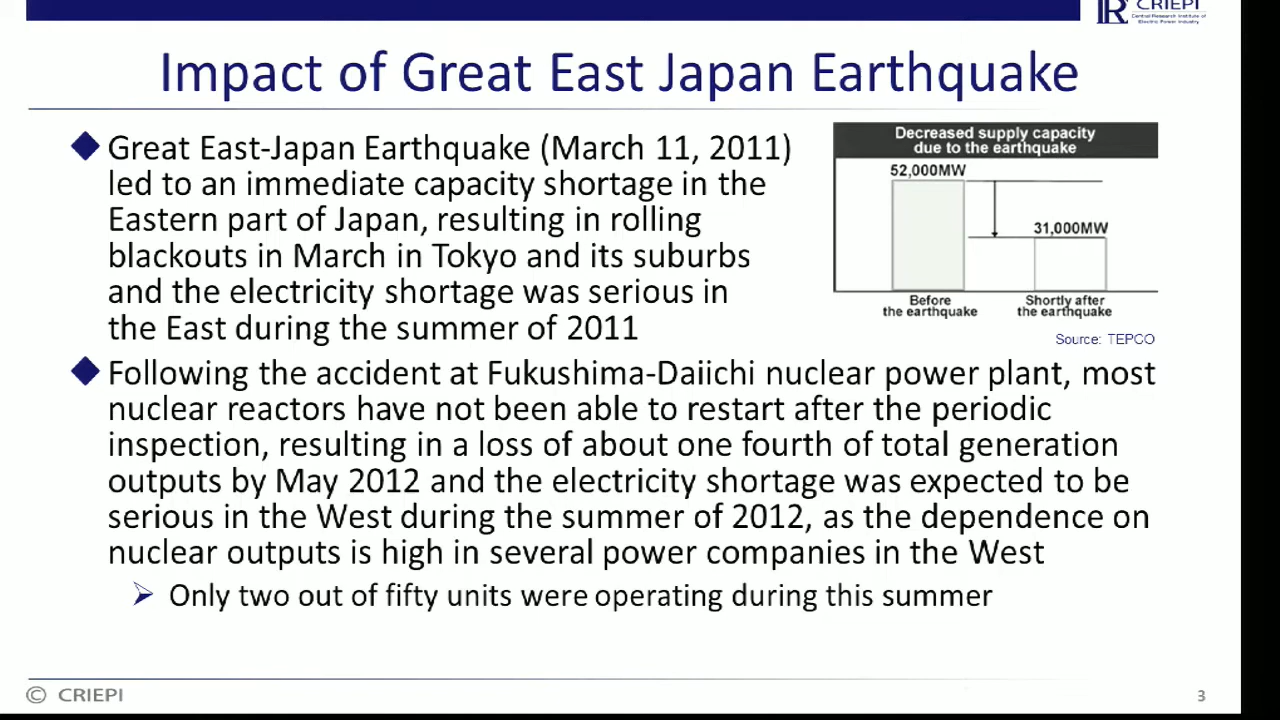 CRIEPI
Central Research Institute of
Electric Power Industry
Impact of Great East Japan Earthquake
Great East-Japan Earthquake (March 11, 2011)
led to an immediate capacity shortage in the
Eastern part of Japan, resulting in rolling
blackouts in March in Tokyo and its suburbs
and the electricity shortage was serious in
the East during the summer of 2011
Decreased supply capacity
due to the earthquake
52,000MW
31,000MW
Before
the earthquake
Shortly after
the earthquake
Source: TEPCO
Following the accident at Fukushima-Daiichi nuclear power plant, most
nuclear reactors have not been able to restart after the periodic
inspection, resulting in a loss of about one fourth of total generation
outputs by May 2012 and the electricity shortage was expected to be
serious in the West during the summer of 2012, as the dependence on
nuclear outputs is high in several power companies in the West
Only two out of fifty units were operating during this summer
© CRIEPI
3